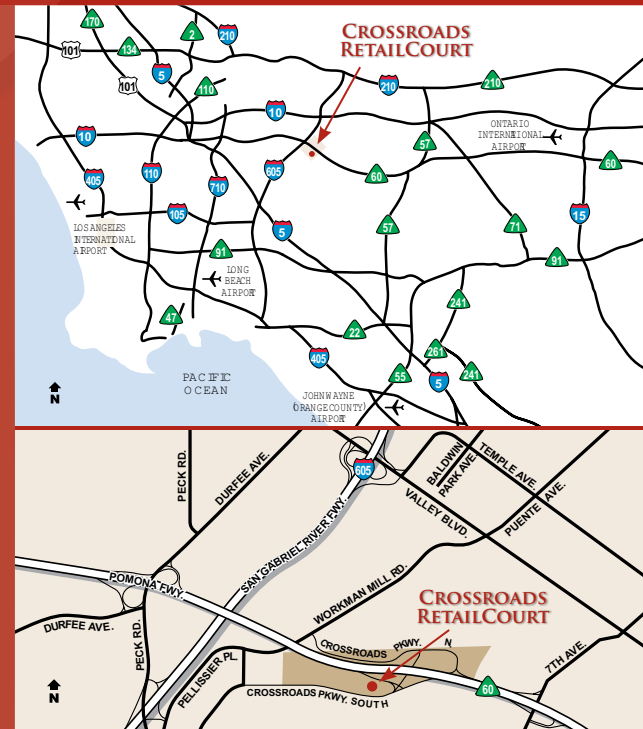 170
2
210
CROSSROADS
RETAILCOURT
101
134
5
101
110
210
210
10
10
57
ONTARIO
INTERNATIONAL
AIRPORT
60
405
110
710
605
60
105
5
57
71
15
LOS ANGELES
INTERNATIONAL
AIRPORT
91
91
LONG
BEACH
AIRPORT
241
47
22
405
261
55
5
241
PACIFIC
OCEAN
JOHN WAYNE
(ORANGE COUNTY)
AIRPORT
N
PECK RD.
DURFEE AVE.
605
BALDWIN
PARK AVE.
TEMPLE AVE.
VALLEY BLVD.
PUENTE AVE.
SAN GABRIEL RIVER FWY.
POMONA FWY.
WORKMAN MILL RD.
CROSSROADS
RETAILCOURT
DURFEE AVE.
PECK RD.
CROSSROADS PKWY. N.
7TH AVE.
PELLISSIER PL.
CROSSROADS PKWY. SOUTH
60
N